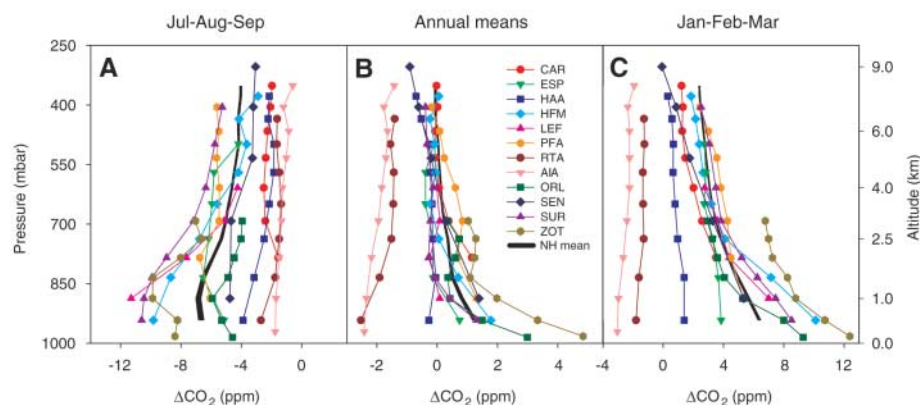 Jul-Aug-Sep
Annual means
Jan-Feb-Mar
A
B
C
250
400
550
700
850
1000
Pressure (mbar)
CAR
ESP
HAA
HFM
LEF
PFA
RTA
AIA
ORL
SEN
SUR
ZOT
NH mean
9.0
6.0
4.0
2.5
1.0
0.0
Altitude (km)
-12 -8 -4 0
-2 0 2 4
-4 0 4 8 12
ΔCO₂ (ppm)
ΔCO₂ (ppm)
ΔCO₂ (ppm)